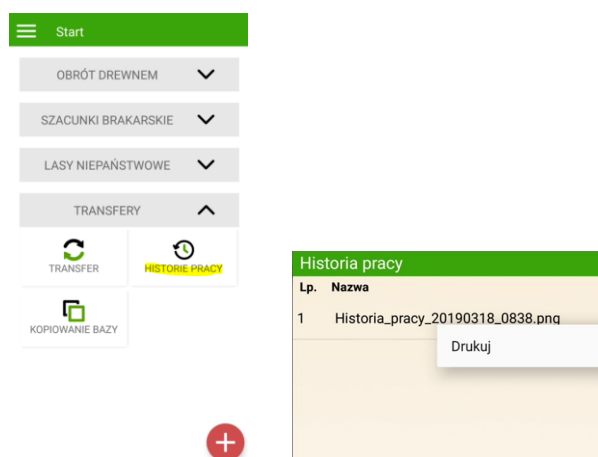 Start
OBRÓT DREWNEM
SZACUNKI BRAKARSKIE
LASY NIEPAŃSTWOWE
TRANSFERY
TRANSFER
HISTORIE PRACY
KOPIOWANIE BAZY
Historia pracy
Lp. Nazwa
1 Historia_pracy_20190318_0838.png
Drukuj